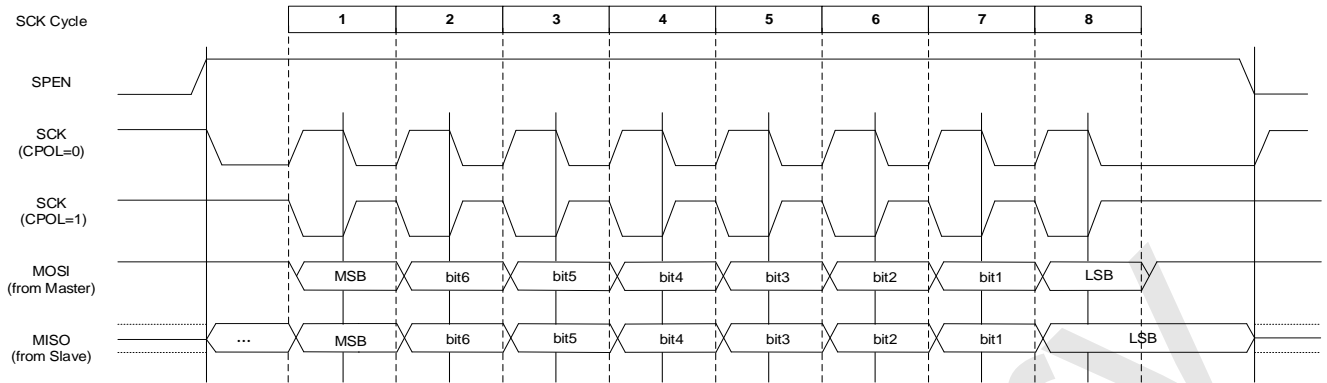 SCK Cycle 1 2 3 4 5 6 7 8
SPEN
SCK
(CPOL=0)
SCK
(CPOL=1)
MOSI
(from Master)
MSB bit6 bit5 bit4 bit3 bit2 bit1 LSB
MISO
(from Slave)
... MSB bit6 bit5 bit4 bit3 bit2 bit1 LSB